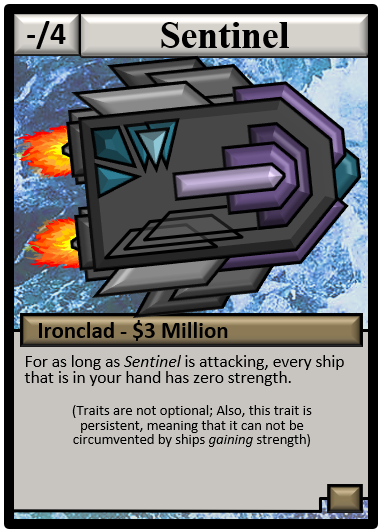 -/4 Sentinel
Ironclad - $3 Million
For as long as Sentinel is attacking, every ship
that is in your hand has zero strength.
(Traits are not optional; Also, this trait is
persistent, meaning that it can not be
circumvented by ships gaining strength)